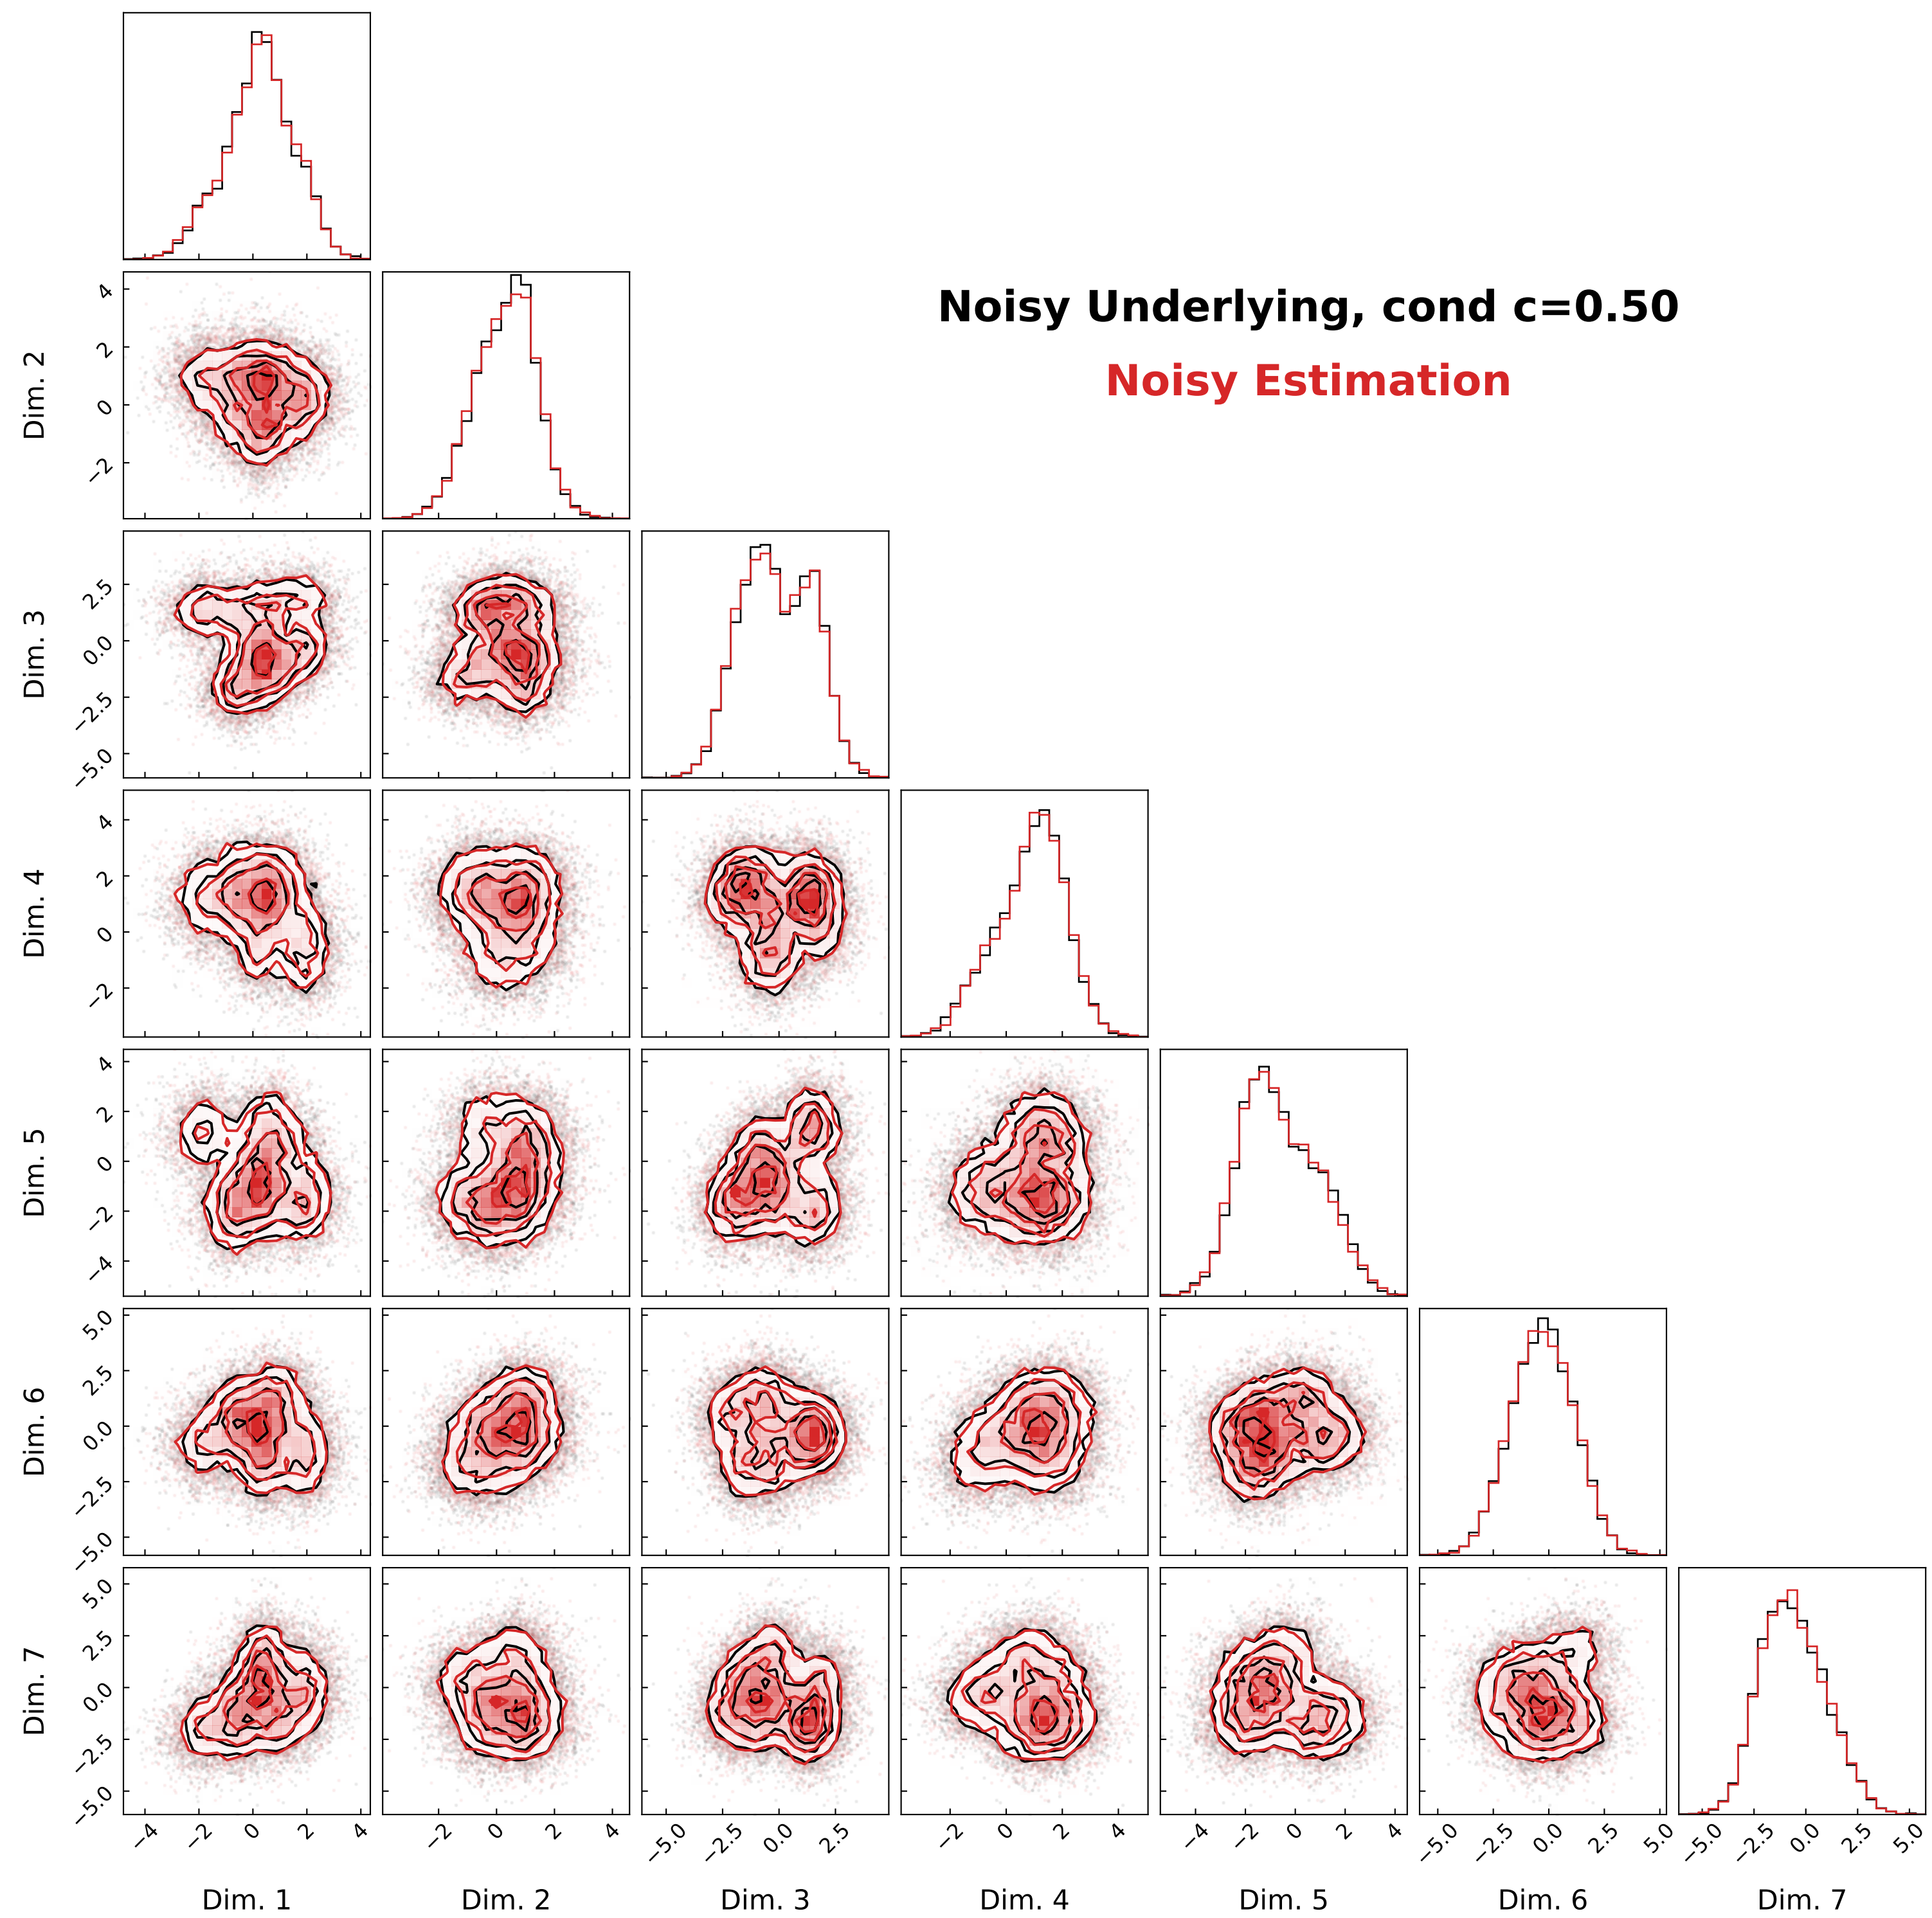 Noisy Underlying, cond c=0.50
Noisy Estimation
4
2
0
−2
Dim. 2
2.5
0.0
−2.5
−5.0
Dim. 3
4
2
0
−2
Dim. 4
4
2
0
−2
−4
Dim. 5
5.0
2.5
0.0
−2.5
−5.0
Dim. 6
5.0
2.5
0.0
−2.5
−5.0
Dim. 7
−4 −2 0 2 4 −2 0 2 4 −5.0 −2.5 0.0 2.5 −2 0 2 4 −4 −2 0 2 4 −5.0 −2.5 0.0 2.5 5.0 −5.0 −2.5 0.0 2.5 5.0
Dim. 1 Dim. 2 Dim. 3 Dim. 4 Dim. 5 Dim. 6 Dim. 7